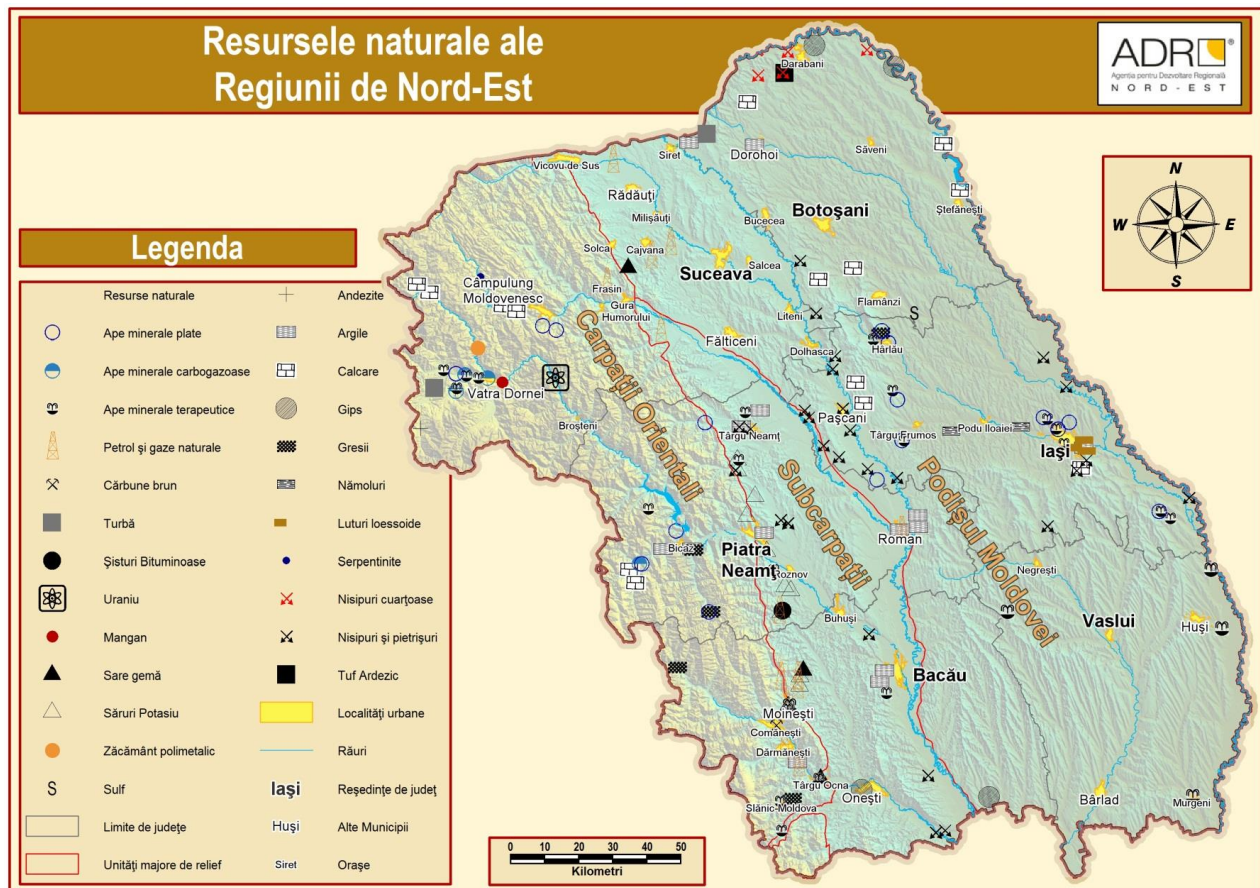 Resursele naturale ale
Regiunii de Nord-Est
ADR
Agenția pentru Dezvoltare Regională
NORD-EST
N
W E
S
Legenda
Resurse naturale
Ape minerale plate
Ape minerale carbogazoase
Ape minerale terapeutice
Petrol și gaze naturale
Cărbune brun
Turbă
Șisturi Bituminoase
Uraniu
Mangan
Sare gemă
Săruri Potasiu
Zăcământ polimetalic
S Sulf
Limite de județe
Unități majore de relief
Andezite
Argile
Calcare
Gips
Gresii
Nămoluri
Luturi loessoide
Serpentinite
Nisipuri cuarțoase
Nisipuri și pietrișuri
Tuf Ardezic
Localități urbane
Râuri
Iași Reședințe de județ
Huși Alte Municipii
Siret Orașe
Darabani
Siret
Dorohoi
Săveni
Vicovu de Sus
Rădăuți
Milișăuți
Bucecea
Botoșani
Ștefănești
Solca
Cajvana
Suceava
Salcea
Câmpulung
Moldovenesc
Frasin
Gura
Humorului
Liteni
Flamânzi
S
Fălticeni
Dolhasca
Hârlău
Vatra Dornei
Broșteni
Carpații Orientali
Târgu Neamț
Pașcani
Târgu Frumos
Podu Iloaiei
Iași
Subcarpații
Podișul Moldovei
Roman
Bicaz
Piatra
Neamț
Roznov
Negrești
Buhuși
Vaslui
Huși
Bacău
Moinești
Comănești
Dărmănești
Târgu Ocna
Slănic-Moldova
Onești
Bârlad
Murgeni
0 10 20 30 40 50
Kilometri